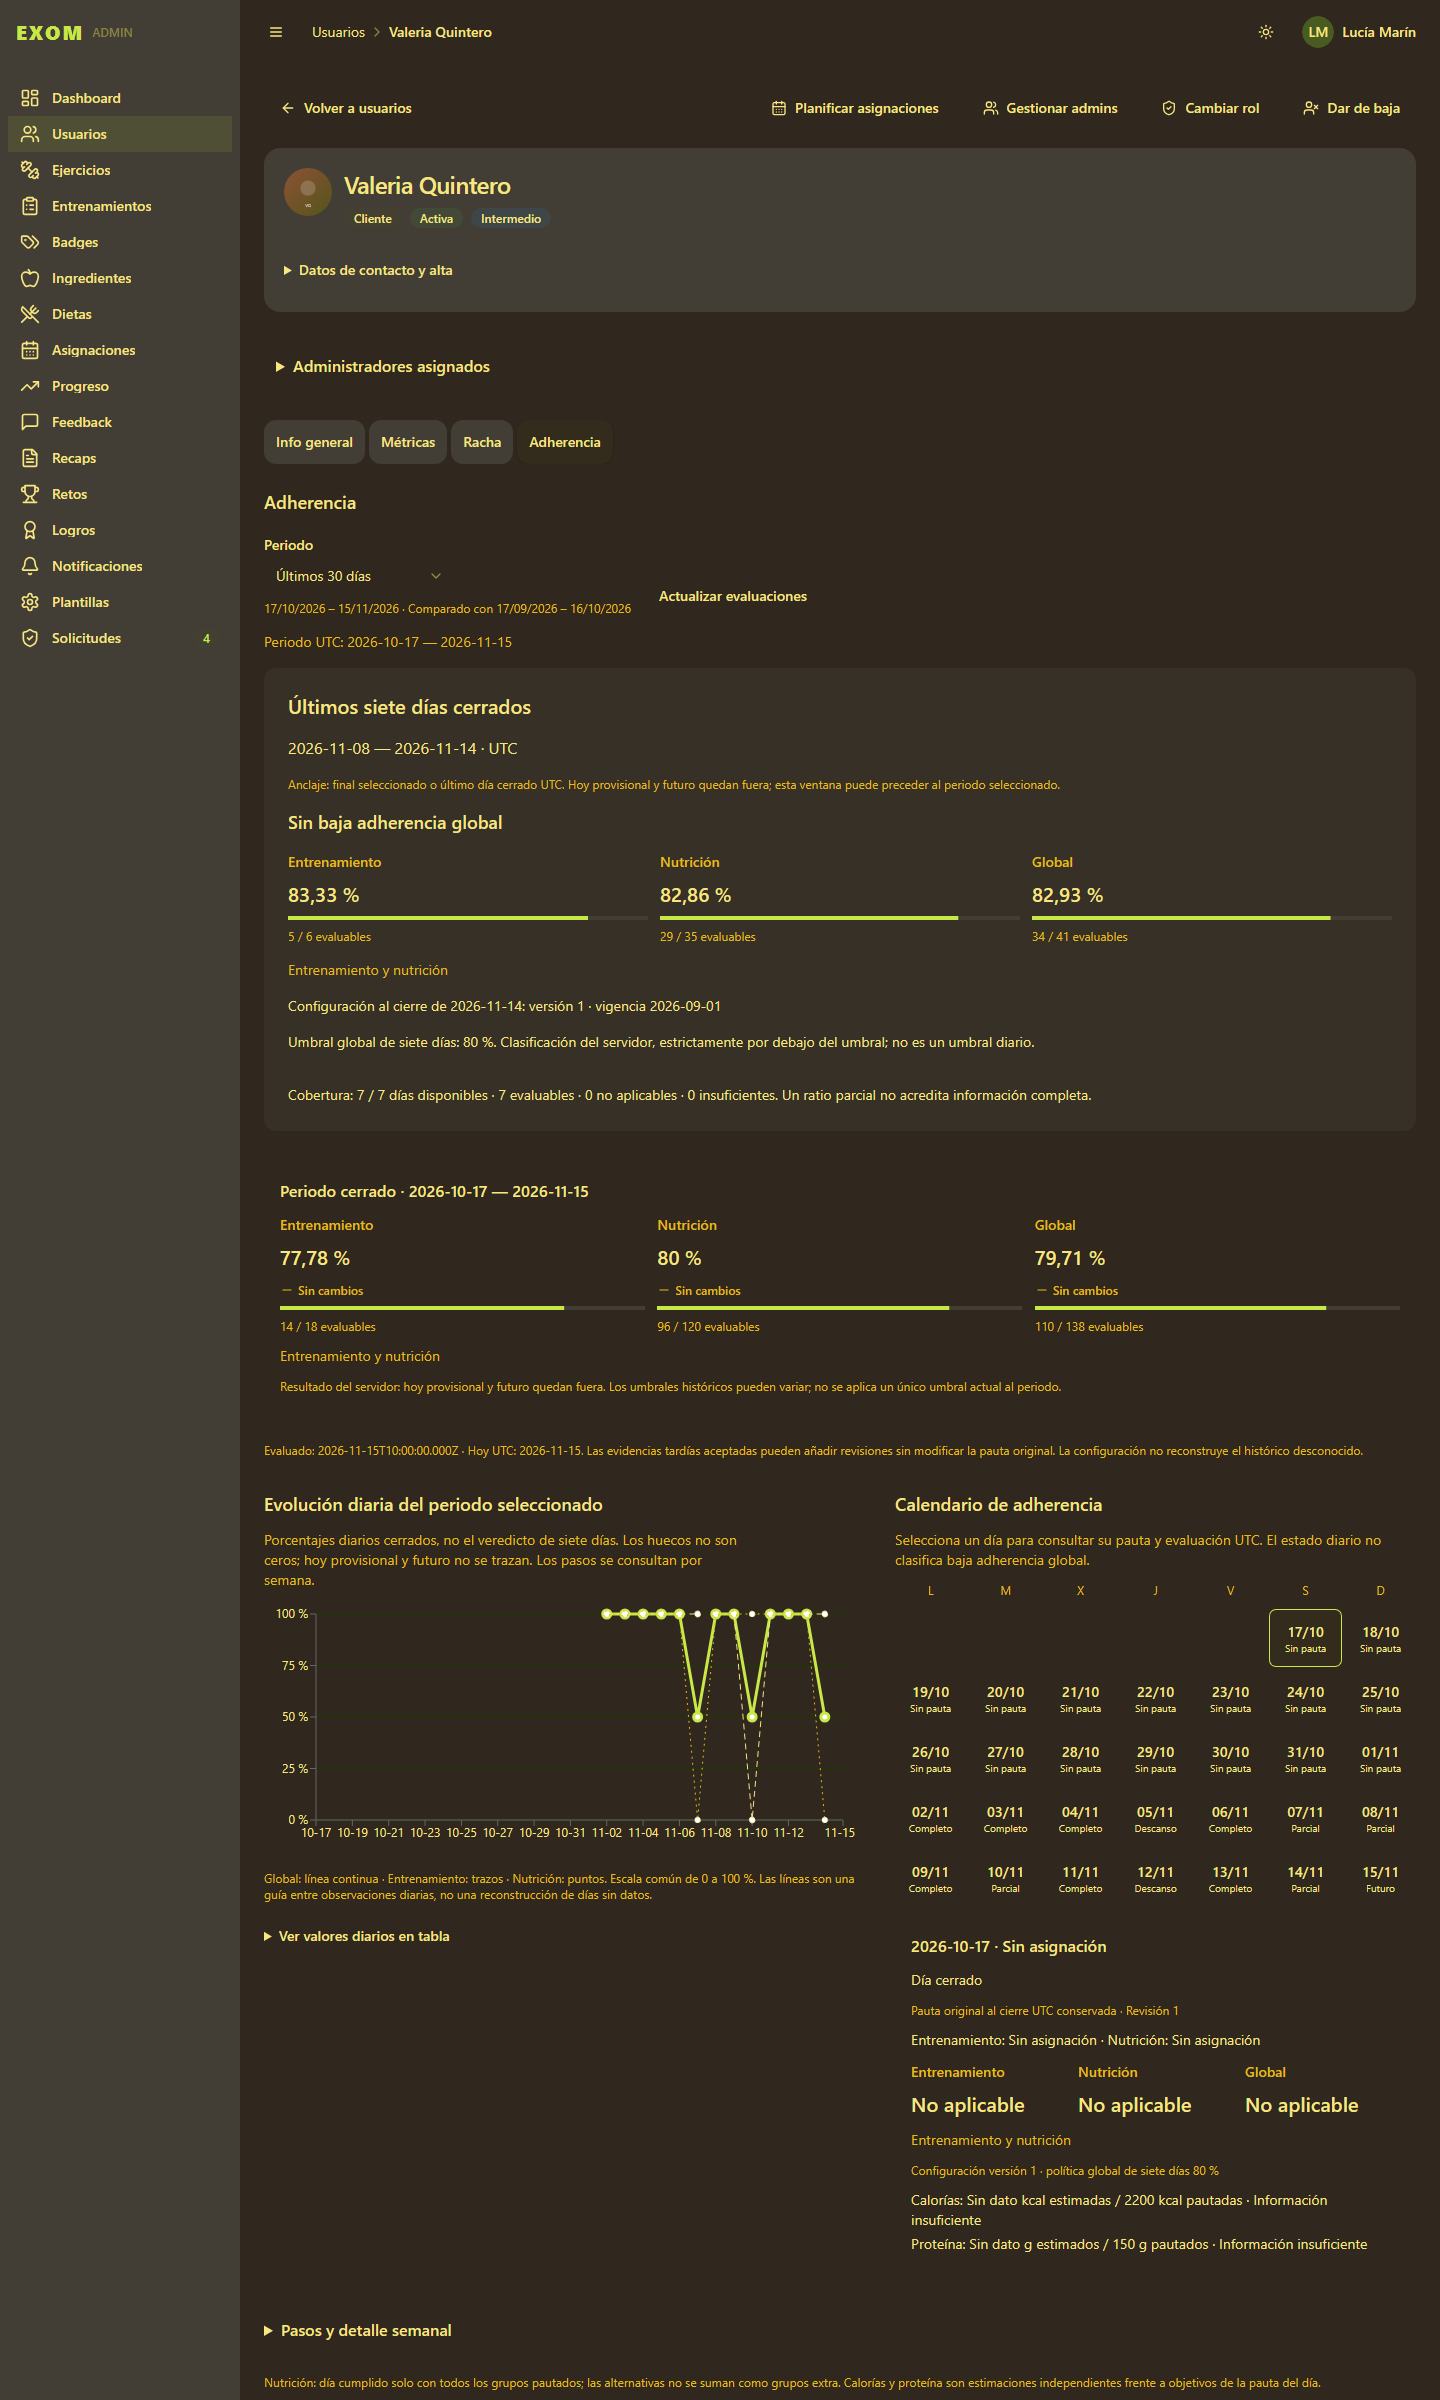 EXOM ADMIN
Usuarios > Valeria Quintero
LM Lucía Marín
Dashboard
Usuarios
Ejercicios
Entrenamientos
Badges
Ingredientes
Dietas
Asignaciones
Progreso
Feedback
Recaps
Retos
Logros
Notificaciones
Plantillas
Solicitudes 4
Volver a usuarios
Planificar asignaciones
Gestionar admins
Cambiar rol
Dar de baja
Valeria Quintero
Cliente Activa Intermedio
Datos de contacto y alta
Administradores asignados
Info general Métricas Racha Adherencia
Adherencia
Periodo
Últimos 30 días
17/10/2026 – 15/11/2026 · Comparado con 17/09/2026 – 16/10/2026
Actualizar evaluaciones
Periodo UTC: 2026-10-17 — 2026-11-15
Últimos siete días cerrados
2026-11-08 — 2026-11-14 · UTC
Anclaje: final seleccionado o último día cerrado UTC. Hoy provisional y futuro quedan fuera; esta ventana puede preceder al periodo seleccionado.
Sin baja adherencia global
Entrenamiento Nutrición Global
83,33 % 82,86 % 82,93 %
5 / 6 evaluables 29 / 35 evaluables 34 / 41 evaluables
Entrenamiento y nutrición
Configuración al cierre de 2026-11-14: versión 1 · vigencia 2026-09-01
Umbral global de siete días: 80 %. Clasificación del servidor, estrictamente por debajo del umbral; no es un umbral diario.
Cobertura: 7 / 7 días disponibles · 7 evaluables · 0 no aplicables · 0 insuficientes. Un ratio parcial no acredita información completa.
Periodo cerrado · 2026-10-17 — 2026-11-15
Entrenamiento Nutrición Global
77,78 % 80 % 79,71 %
— Sin cambios — Sin cambios — Sin cambios
14 / 18 evaluables 96 / 120 evaluables 110 / 138 evaluables
Entrenamiento y nutrición
Resultado del servidor: hoy provisional y futuro quedan fuera. Los umbrales históricos pueden variar; no se aplica un único umbral actual al periodo.
Evaluado: 2026-11-15T10:00:00.000Z · Hoy UTC: 2026-11-15. Las evidencias tardías aceptadas pueden añadir revisiones sin modificar la pauta original. La configuración no reconstruye el histórico desconocido.
Evolución diaria del periodo seleccionado
Porcentajes diarios cerrados, no el veredicto de siete días. Los huecos no son
ceros; hoy provisional y futuro no se trazan. Los pasos se consultan por
semana.
100 %
75 %
50 %
25 %
0 %
10-17 10-19 10-21 10-23 10-25 10-27 10-29 10-31 11-02 11-04 11-06 11-08 11-10 11-12 11-15
Global: línea continua · Entrenamiento: trazos · Nutrición: puntos. Escala común de 0 a 100 %. Las líneas son una
guía entre observaciones diarias, no una reconstrucción de días sin datos.
Ver valores diarios en tabla
Calendario de adherencia
Selecciona un día para consultar su pauta y evaluación UTC. El estado diario no
clasifica baja adherencia global.
L M X J V S D
17/10 18/10
Sin pauta Sin pauta
19/10 20/10 21/10 22/10 23/10 24/10 25/10
Sin pauta Sin pauta Sin pauta Sin pauta Sin pauta Sin pauta Sin pauta
26/10 27/10 28/10 29/10 30/10 31/10 01/11
Sin pauta Sin pauta Sin pauta Sin pauta Sin pauta Sin pauta Sin pauta
02/11 03/11 04/11 05/11 06/11 07/11 08/11
Completo Completo Completo Descanso Completo Parcial Parcial
09/11 10/11 11/11 12/11 13/11 14/11 15/11
Completo Parcial Completo Descanso Completo Parcial Futuro
2026-10-17 · Sin asignación
Día cerrado
Pauta original al cierre UTC conservada · Revisión 1
Entrenamiento: Sin asignación · Nutrición: Sin asignación
Entrenamiento Nutrición Global
No aplicable No aplicable No aplicable
Entrenamiento y nutrición
Configuración versión 1 · política global de siete días 80 %
Calorías: Sin dato kcal estimadas / 2200 kcal pautadas · Información
insuficiente
Proteína: Sin dato g estimados / 150 g pautados · Información insuficiente
Pasos y detalle semanal
Nutrición: día cumplido solo con todos los grupos pautados; las alternativas no se suman como grupos extra. Calorías y proteína son estimaciones independientes frente a objetivos de la pauta del día.